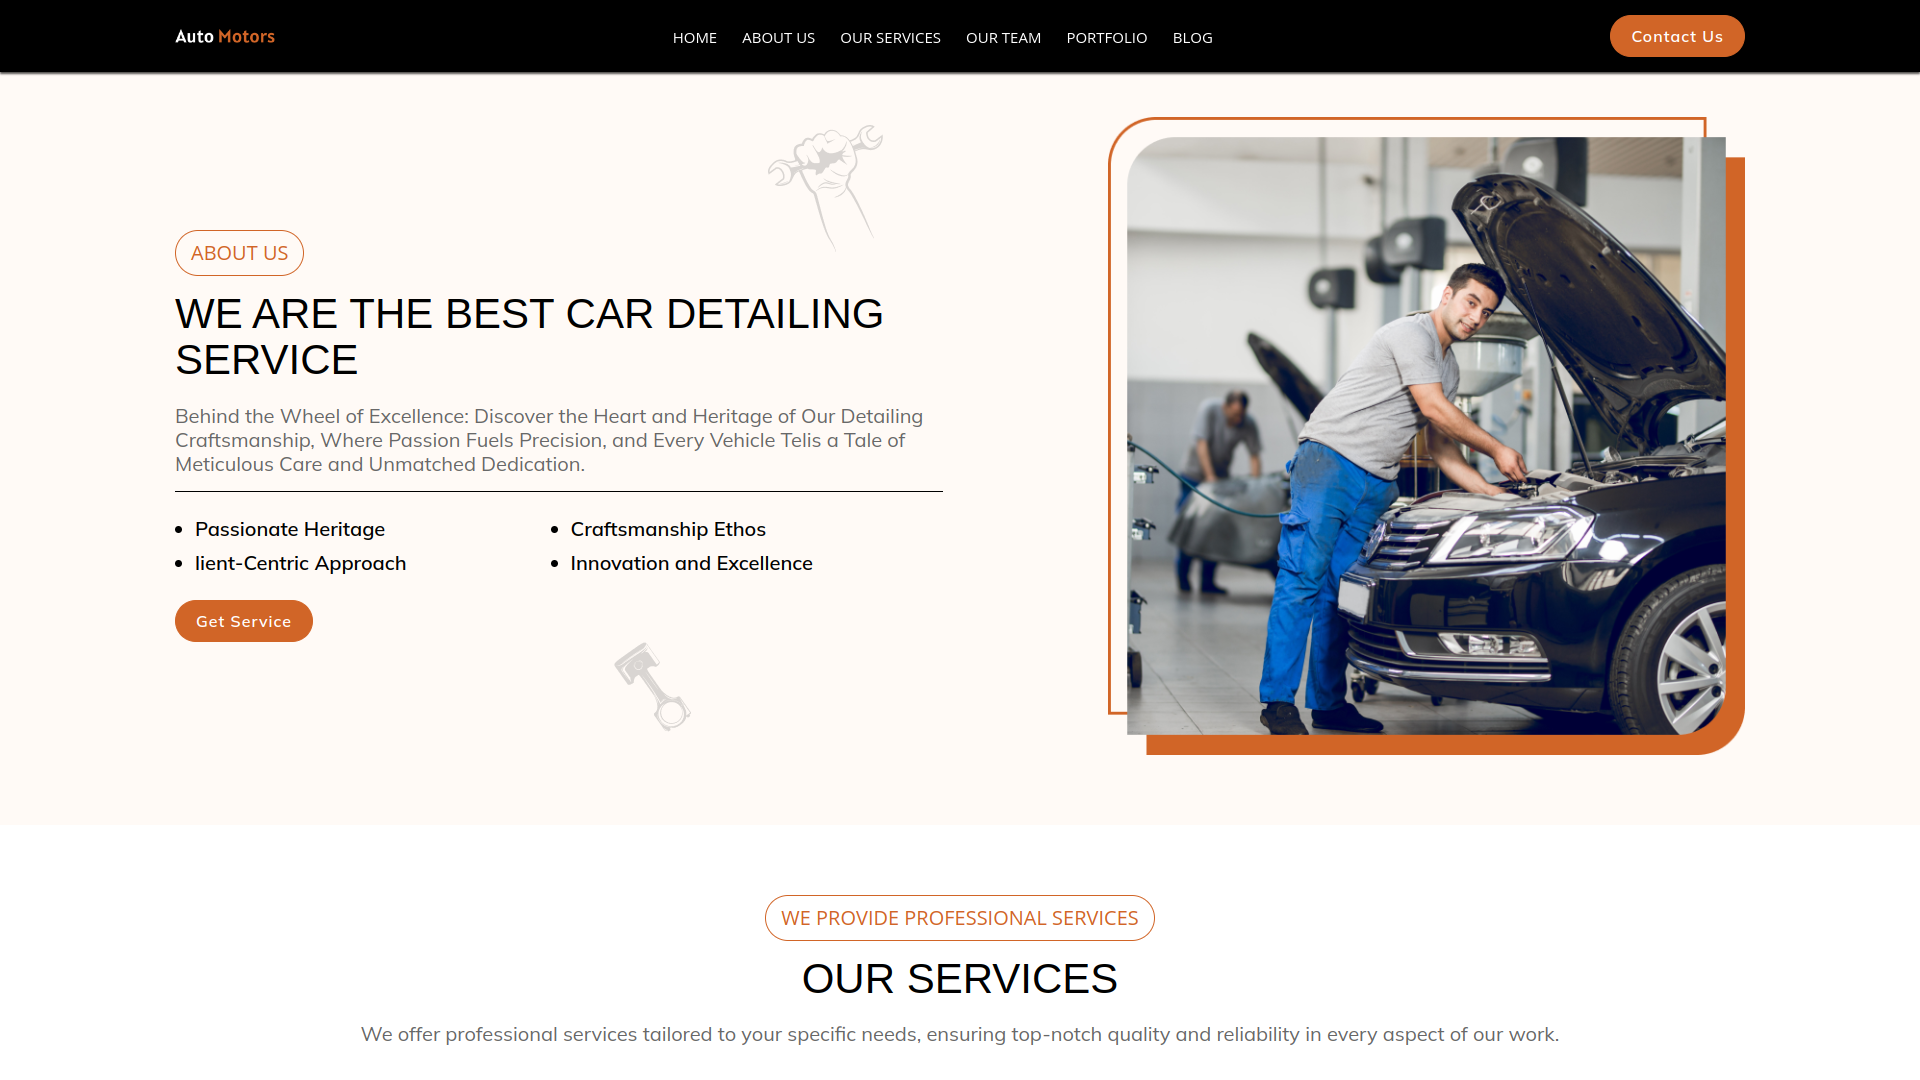 Auto Motors
HOME ABOUT US OUR SERVICES OUR TEAM PORTFOLIO BLOG
Contact Us
ABOUT US
WE ARE THE BEST CAR DETAILING
SERVICE
Behind the Wheel of Excellence: Discover the Heart and Heritage of Our Detailing
Craftsmanship, Where Passion Fuels Precision, and Every Vehicle Telis a Tale of
Meticulous Care and Unmatched Dedication.
Passionate Heritage
Craftsmanship Ethos
lient-Centric Approach
Innovation and Excellence
Get Service
WE PROVIDE PROFESSIONAL SERVICES
OUR SERVICES
We offer professional services tailored to your specific needs, ensuring top-notch quality and reliability in every aspect of our work.